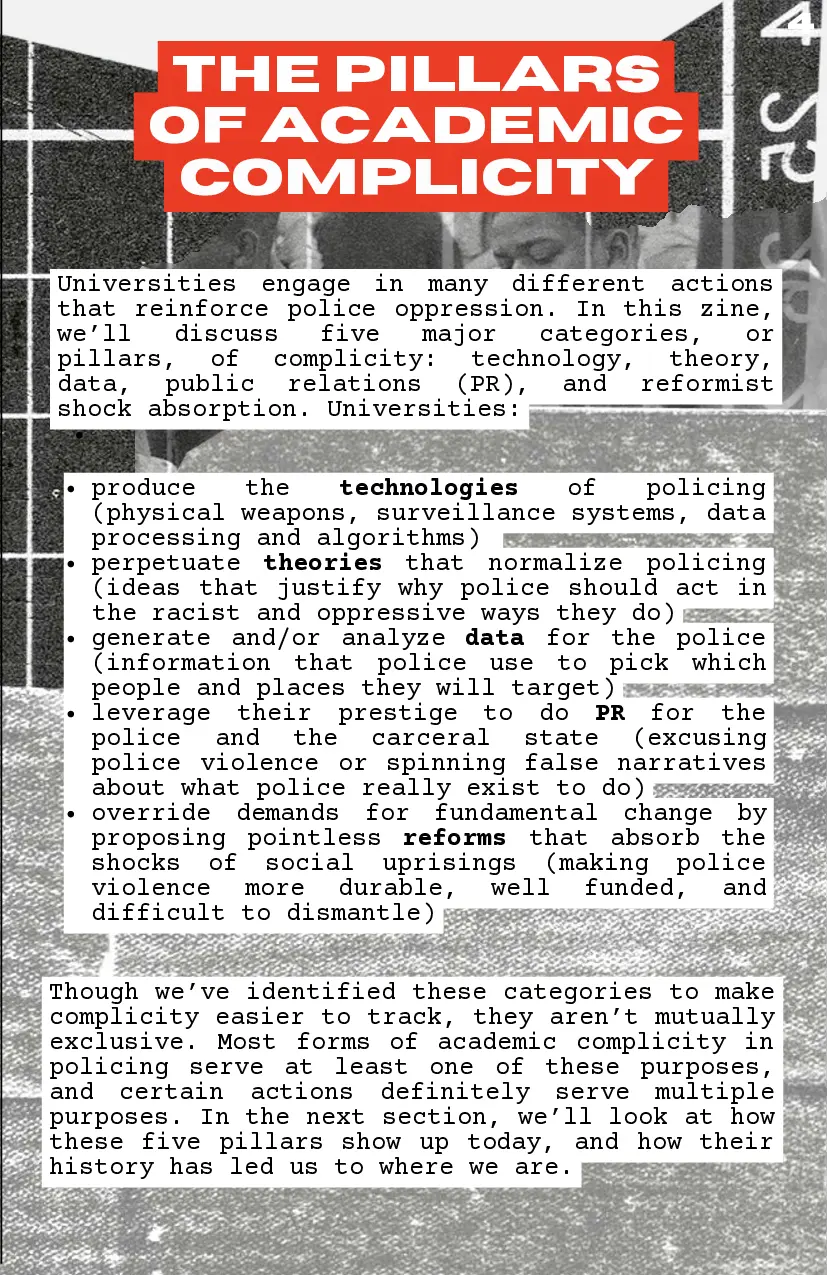 THE PILLARS
OF ACADEMIC
COMPLICITY
4
25
Universities engage in many different actions
that reinforce police oppression. In this zine,
we'll discuss five major categories, or
pillars, of complicity: technology, theory,
data, public relations (PR), and reformist
shock absorption. Universities:
•
• produce the technologies of policing
(physical weapons, surveillance systems, data
processing and algorithms)
• perpetuate theories that normalize policing
(ideas that justify why police should act in
the racist and oppressive ways they do)
• generate and/or analyze data for the police
(information that police use to pick which
people and places they will target)
• leverage their prestige to do PR for the
police and the carceral state (excusing
police violence or spinning false narratives
about what police really exist to do)
• override demands for fundamental change by
proposing pointless reforms that absorb the
shocks of social uprisings (making police
violence more durable, well funded, and
difficult to dismantle)
Though we've identified these categories to make
complicity easier to track, they aren't mutually
exclusive. Most forms of academic complicity in
policing serve at least one of these purposes,
and certain actions definitely serve multiple
purposes. In the next section, we'll look at how
these five pillars show up today, and how their
history has led us to where we are.